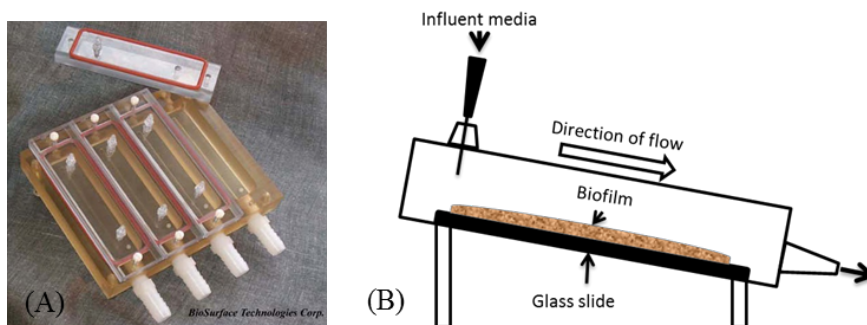 (A)
BioSurface Technologies Corp.
Influent media
Direction of flow
Biofilm
Glass slide
(B)